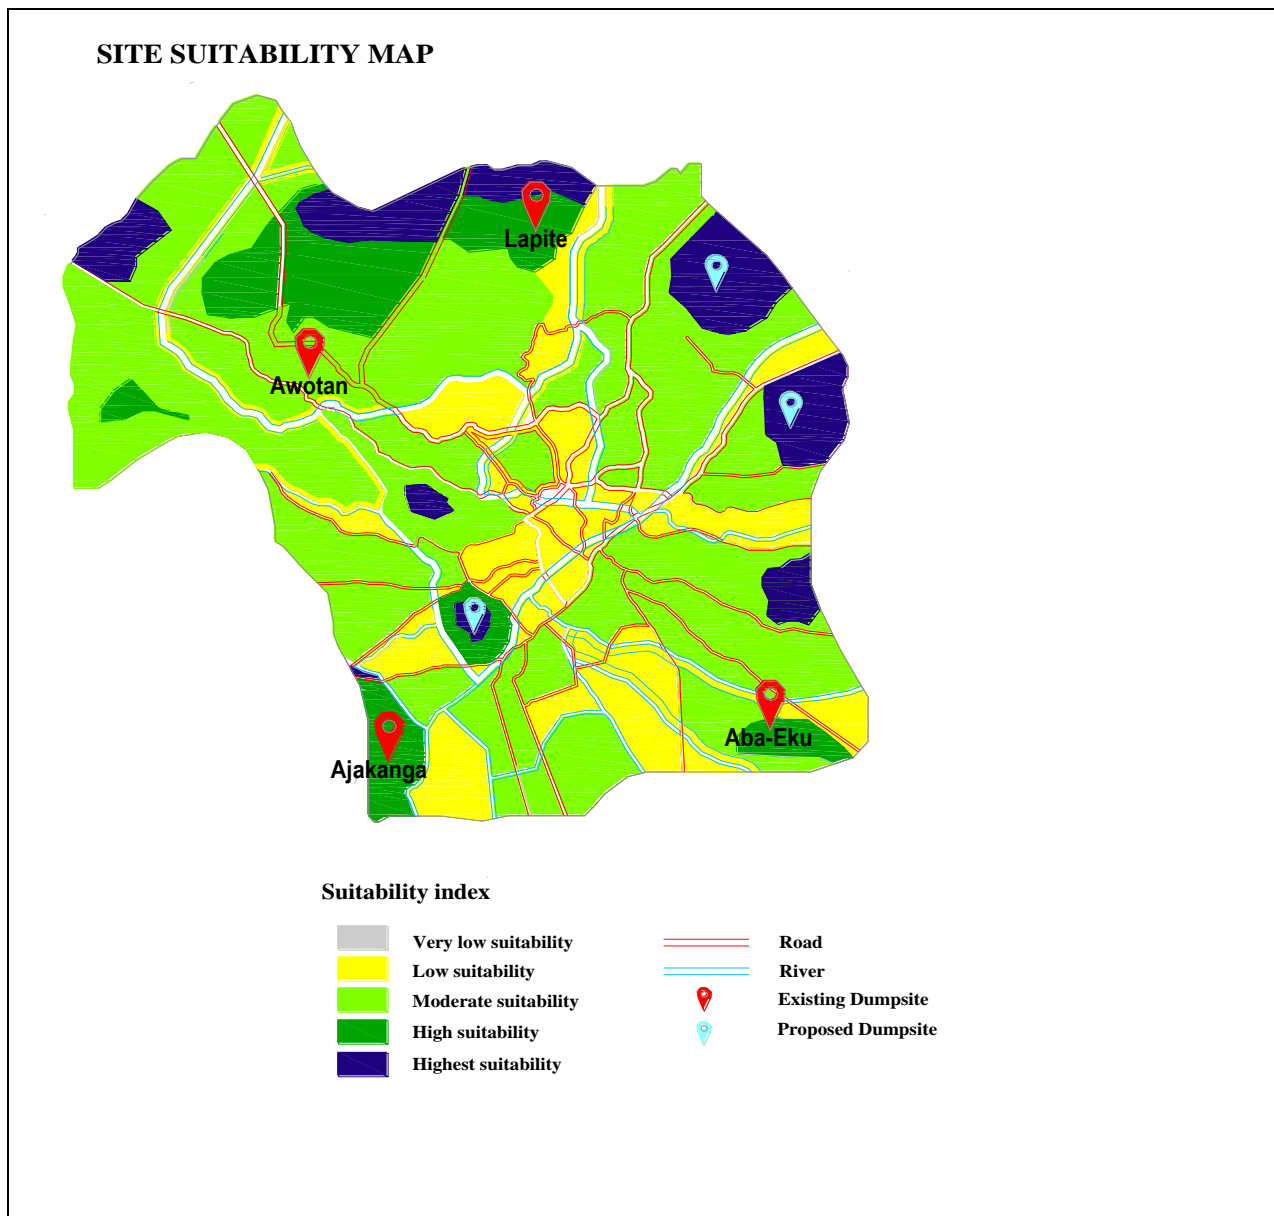 SITE SUITABILITY MAP
Lapite
Awotan
Aba-Eku
Ajakanga
Suitability index
Very low suitability
Low suitability
Moderate suitability
High suitability
Highest suitability
Road
River
Existing Dumpsite
Proposed Dumpsite